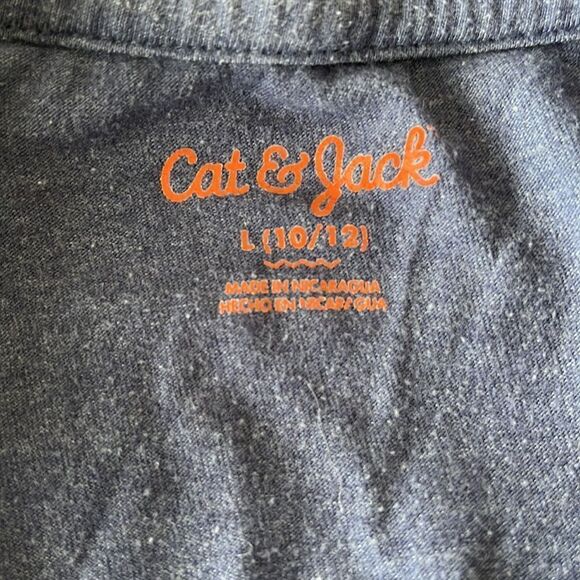 Cat & Jack
L (10/12)
MADE IN NICARAGUA
HECHO EN NICARAGUA